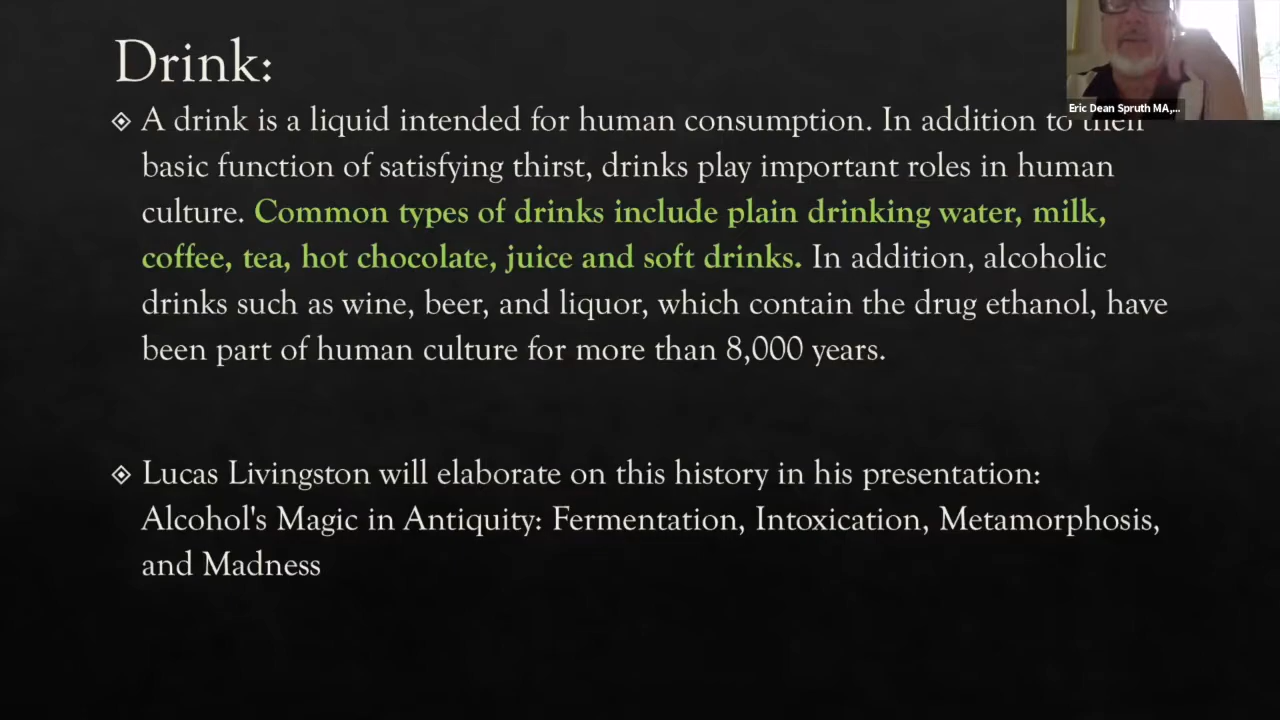 Drink:
Eric Dean Spruth MA,...
A drink is a liquid intended for human consumption. In addition to their
basic function of satisfying thirst, drinks play important roles in human
culture. Common types of drinks include plain drinking water, milk,
coffee, tea, hot chocolate, juice and soft drinks. In addition, alcoholic
drinks such as wine, beer, and liquor, which contain the drug ethanol, have
been part of human culture for more than 8,000 years.
Lucas Livingston will elaborate on this history in his presentation:
Alcohol's Magic in Antiquity: Fermentation, Intoxication, Metamorphosis,
and Madness